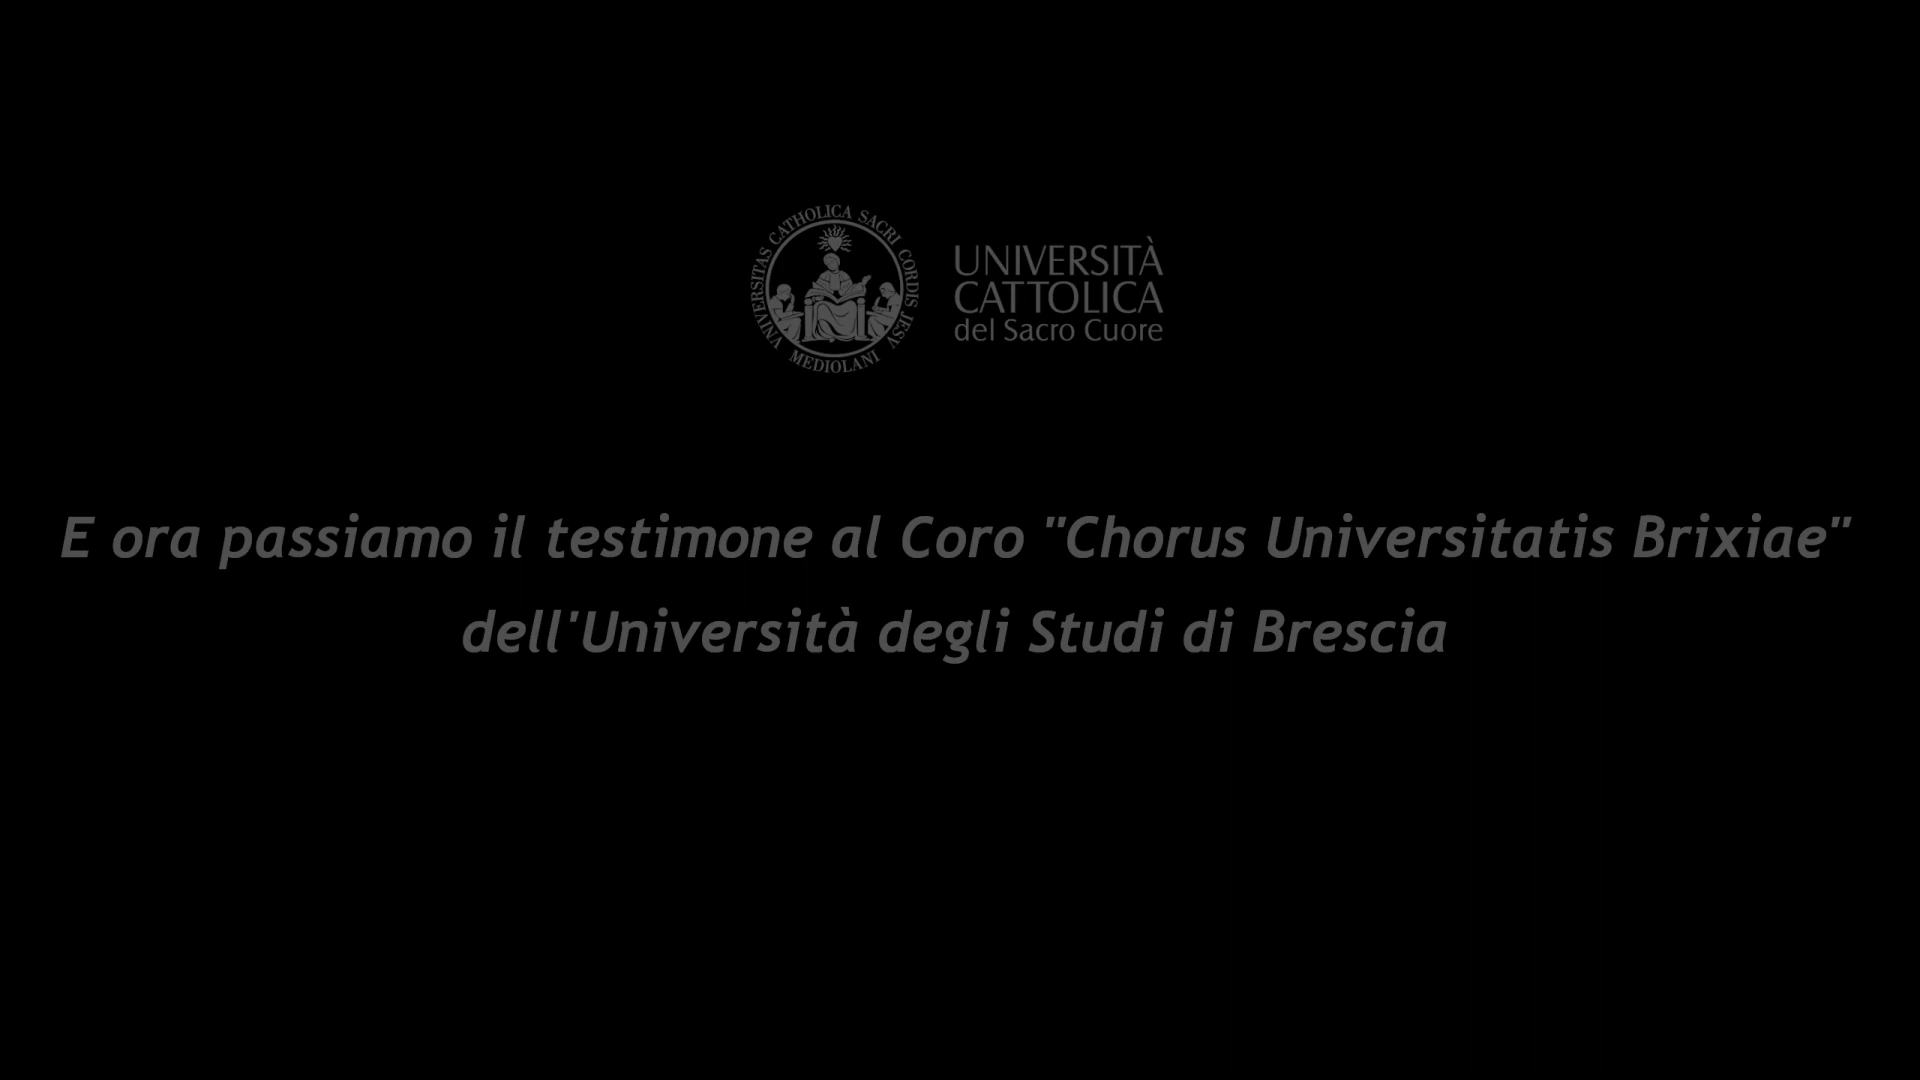 UNIVERSITAS CATHOLICA SACRI CORDIS JESV
MEDIOLANI
UNIVERSITÀ
CATTOLICA
del Sacro Cuore
E ora passiamo il testimone al Coro "Chorus Universitatis Brixiae"
dell'Università degli Studi di Brescia